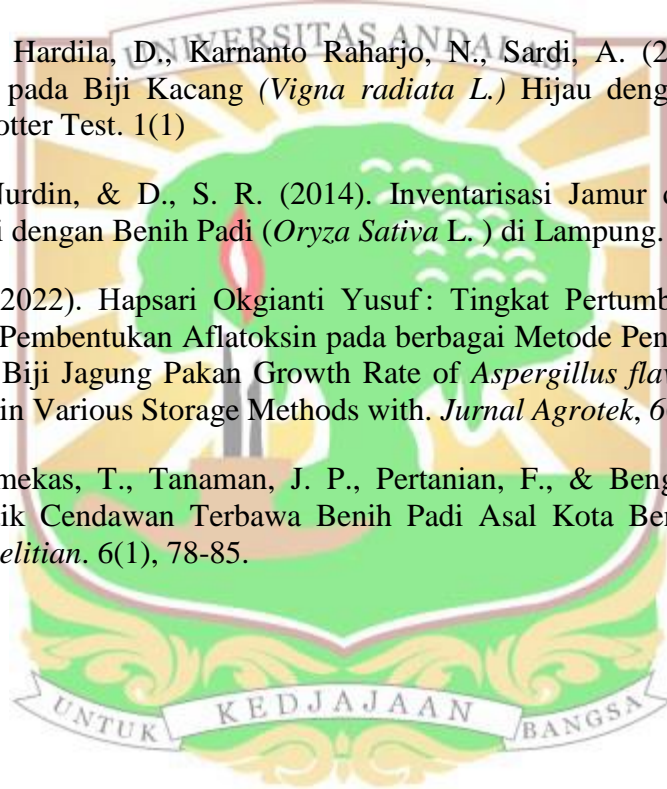 UNIVERSITAS ANDALAS
Hardila, D., Karnanto Raharjo, N., Sardi, A. (2
pada Biji Kacang (Vigna radiata L.) Hijau deng
otter Test. 1(1)
Nurdin, & D., S. R. (2014). Inventarisasi Jamur
i dengan Benih Padi (Oryza Sativa L. ) di Lampung.
2022). Hapsari Okgianti Yusuf: Tingkat Pertumb
Pembentukan Aflatoksin pada berbagai Metode Pen
Biji Jagung Pakan Growth Rate of Aspergillus flav
in Various Storage Methods with. Jurnal Agrotek, 6
mekas, T., Tanaman, J. P., Pertanian, F., & Beng
tik Cendawan Terbawa Benih Padi Asal Kota Ber
elitian. 6(1), 78-85.
UNTUK KEDJAJAAN BANGSA